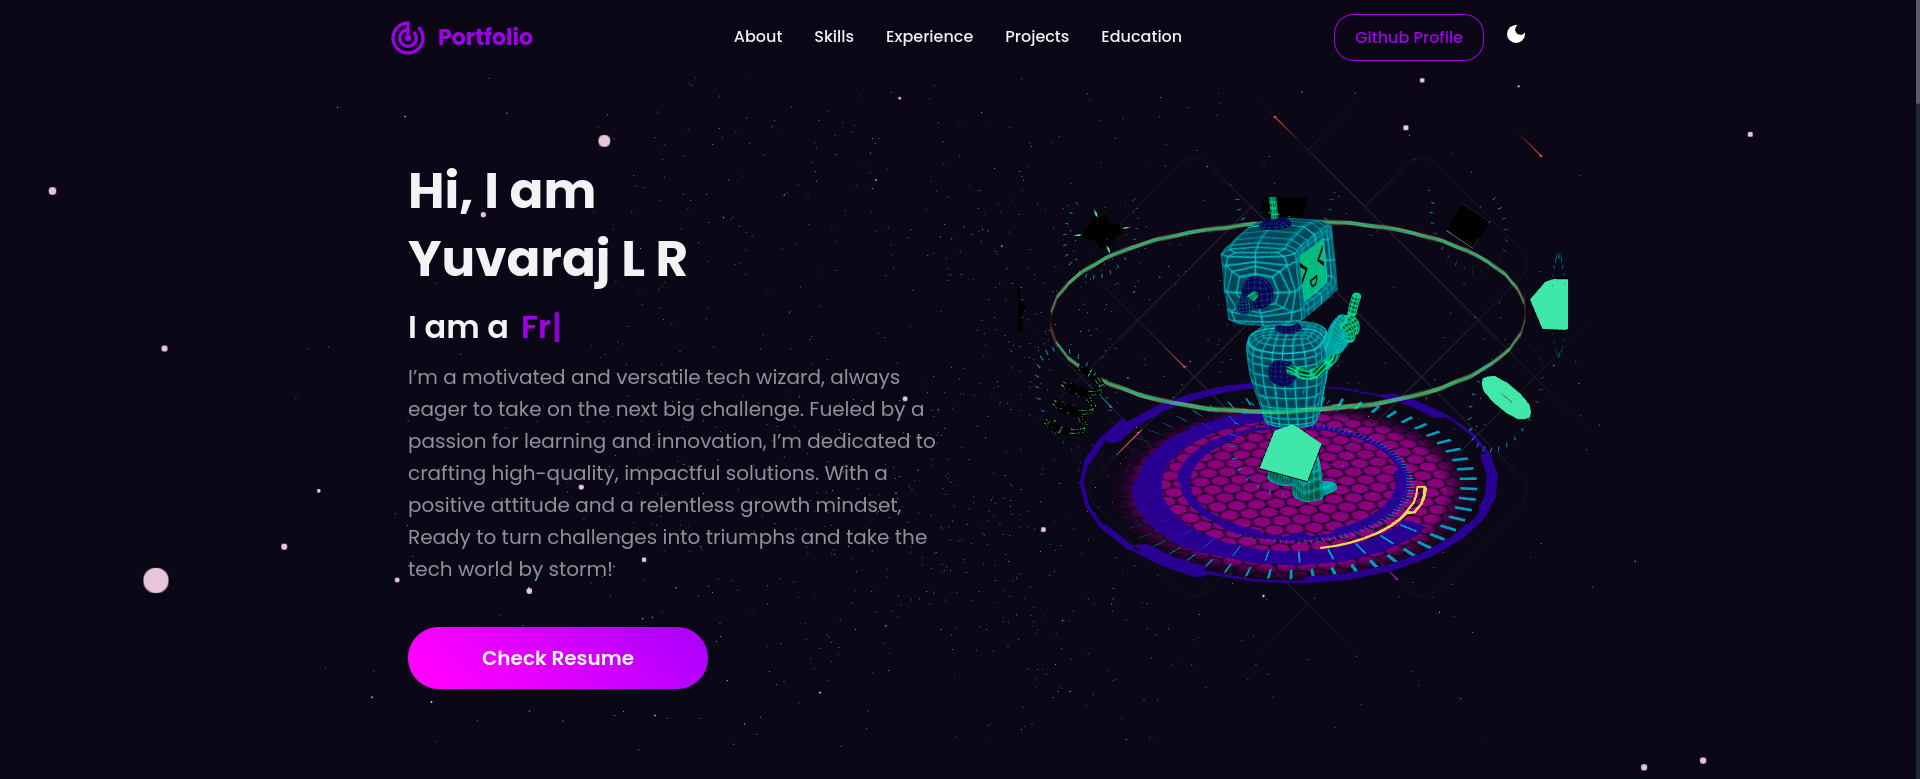 Portfolio
About Skills Experience Projects Education
Github Profile
Hi, I am
Yuvaraj L R
I am a Fr|
I’m a motivated and versatile tech wizard, always
eager to take on the next big challenge. Fueled by a
passion for learning and innovation, I’m dedicated to
crafting high-quality, impactful solutions. With a
positive attitude and a relentless growth mindset,
Ready to turn challenges into triumphs and take the
tech world by storm!
Check Resume